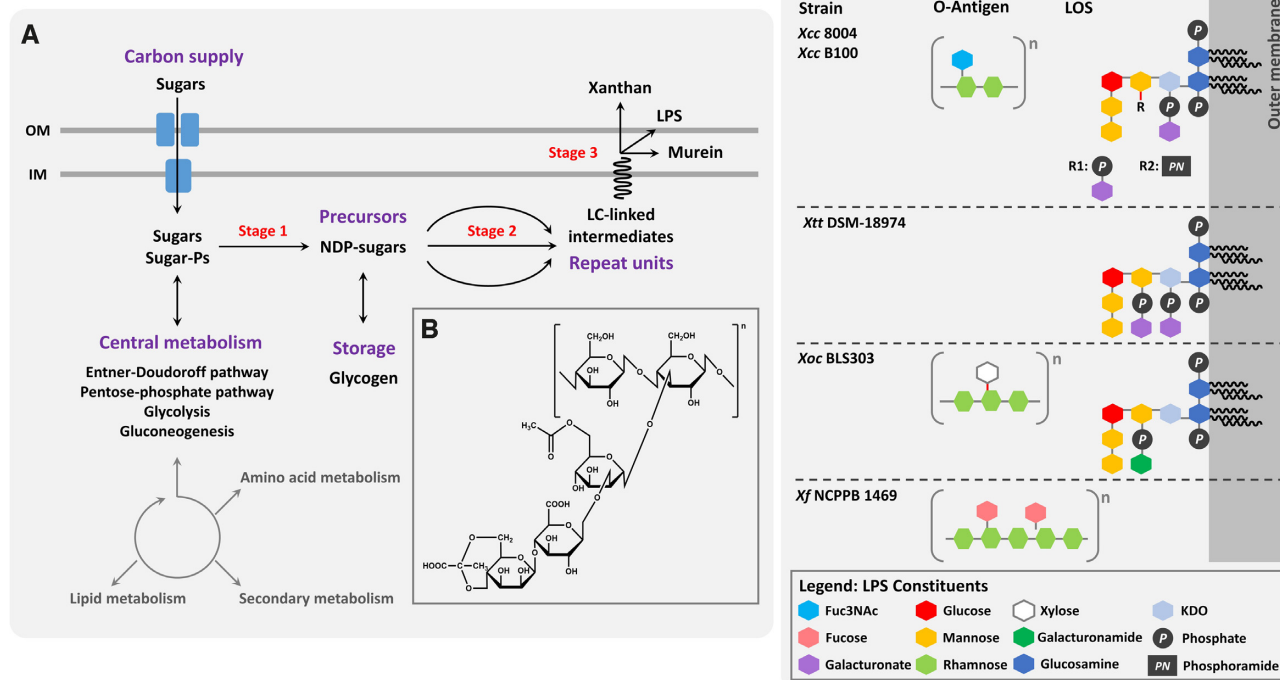 A
Carbon supply
Sugars
Xanthan
LPS
OM
Stage 3
Murein
IM
Sugars
Sugar-Ps
Stage 1
Precursors
NDP-sugars
Stage 2
LC-linked
intermediates
Repeat units
Central metabolism
Entner-Doudoroff pathway
Pentose-phosphate pathway
Glycolysis
Gluconeogenesis
Storage
Glycogen
Amino acid metabolism
Lipid metabolism
Secondary metabolism
B
n
CH₂OH
CH₂OH
O
O
OH
O
O
OH
OH
H₃C
O
O
O
O
OH
OH
O
COOH
O
OH
OH
O
O
CH₂
HOOC
C
CH₃
O
O
OH
OH
Strain
O-Antigen
LOS
Outer membrane
Xcc 8004
Xcc B100
n
P
R
P
P
R1: P
R2: PN
Xtt DSM-18974
P
P
P
P
Xoc BLS303
n
P
P
P
Xf NCPPB 1469
n
Legend: LPS Constituents
Fuc3NAc
Glucose
Xylose
KDO
Fucose
Mannose
Galacturonamide
P Phosphate
Galacturonate
Rhamnose
Glucosamine
PN Phosphoramide